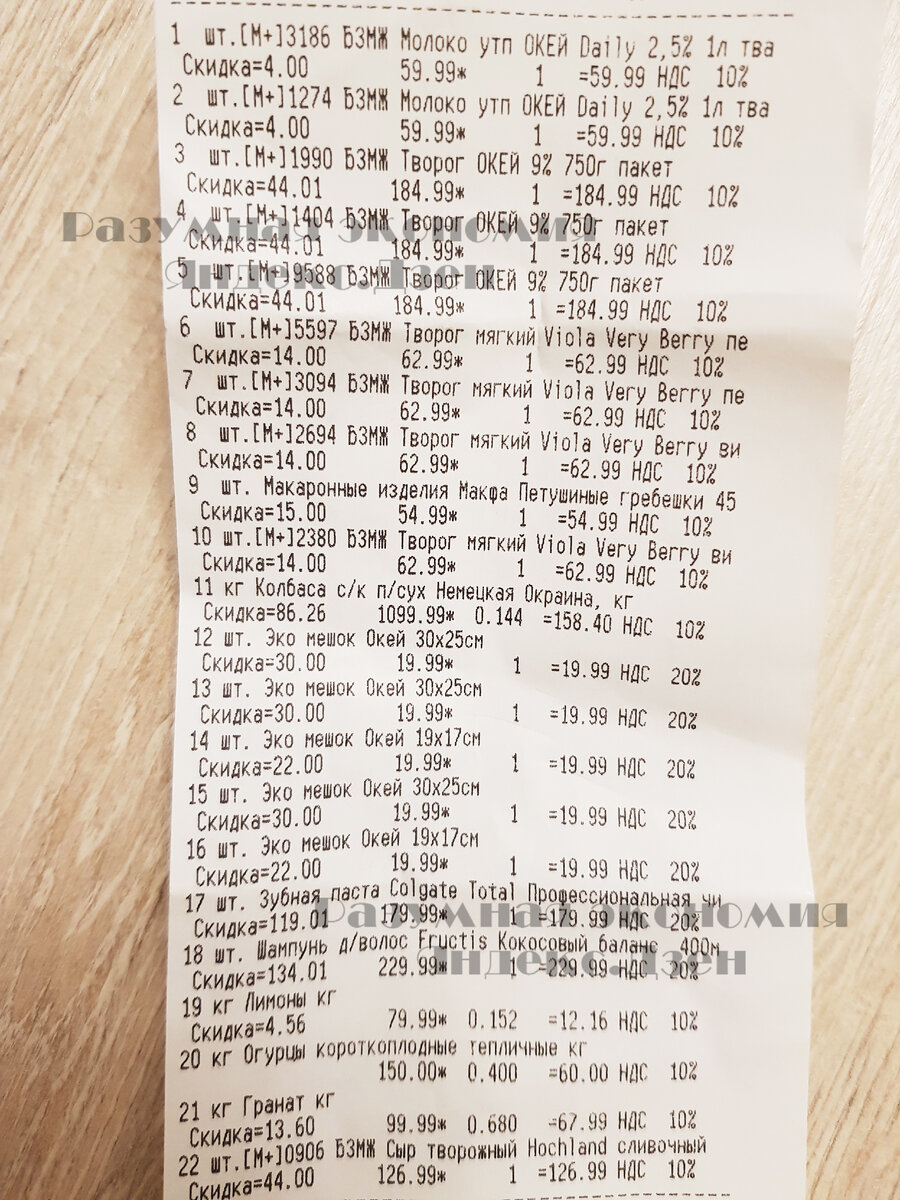 1 шт.[M+]3186 БЗМЖ Молоко утп ОКЕЙ Daily 2,5% 1л тва
Скидка=4.00 59.99* 1 =59.99 НДС 10%
2 шт.[M+]1274 БЗМЖ Молоко утп ОКЕЙ Daily 2,5% 1л тва
Скидка=4.00 59.99* 1 =59.99 НДС 10%
3 шт.[M+]1990 БЗМЖ Творог ОКЕЙ 9% 750г пакет
Скидка=44.01 184.99* 1 =184.99 НДС 10%
4 шт.[M+]1404 БЗМЖ Творог ОКЕЙ 9% 750г пакет
Разумная экономия
Скидка=44.01 184.99* 1 =184.99 НДС 10%
Яндекс.Дзен
5 шт.[M+]9588 БЗМЖ Творог ОКЕЙ 9% 750г пакет
Скидка=44.01 184.99* 1 =184.99 НДС 10%
6 шт.[M+]5597 БЗМЖ Творог мягкий Viola Very Berry пе
Скидка=14.00 62.99* 1 =62.99 НДС 10%
7 шт.[M+]3094 БЗМЖ Творог мягкий Viola Very Berry пе
Скидка=14.00 62.99* 1 =62.99 НДС 10%
8 шт.[M+]2694 БЗМЖ Творог мягкий Viola Very Berry ви
Скидка=14.00 62.99* 1 =62.99 НДС 10%
9 шт. Макаронные изделия Макфа Петушиные гребешки 45
Скидка=15.00 54.99* 1 =54.99 НДС 10%
10 шт.[M+]2380 БЗМЖ Творог мягкий Viola Very Berry ви
Скидка=14.00 62.99* 1 =62.99 НДС 10%
11 кг Колбаса с/к п/сух Немецкая Окраина, кг
Скидка=86.26 1099.99* 0.144 =158.40 НДС 10%
12 шт. Эко мешок Окей 30х25см
Скидка=30.00 19.99* 1 =19.99 НДС 20%
13 шт. Эко мешок Окей 30х25см
Скидка=30.00 19.99* 1 =19.99 НДС 20%
14 шт. Эко мешок Окей 19х17см
Скидка=22.00 19.99* 1 =19.99 НДС 20%
15 шт. Эко мешок Окей 30х25см
Скидка=30.00 19.99* 1 =19.99 НДС 20%
16 шт. Эко мешок Окей 19х17см
Скидка=22.00 19.99* 1 =19.99 НДС 20%
17 шт. Зубная паста Colgate Total Профессиональная чи
Скидка=119.01 179.99* 1 =179.99 НДС 20%
Разумная экономия
18 шт. Шампунь д/волос Fructis Кокосовый баланс 400м
Скидка=134.01 229.99* 1 =229.99 НДС 20%
Яндекс.Дзен
19 кг Лимоны кг
Скидка=4.56 79.99* 0.152 =12.16 НДС 10%
20 кг Огурцы короткоплодные тепличные кг
150.00* 0.400 =60.00 НДС 10%
21 кг Гранат кг
Скидка=13.60 99.99* 0.680 =67.99 НДС 10%
22 шт.[M+]0906 БЗМЖ Сыр творожный Hochland сливочный
Скидка=44.00 126.99* 1 =126.99 НДС 10%